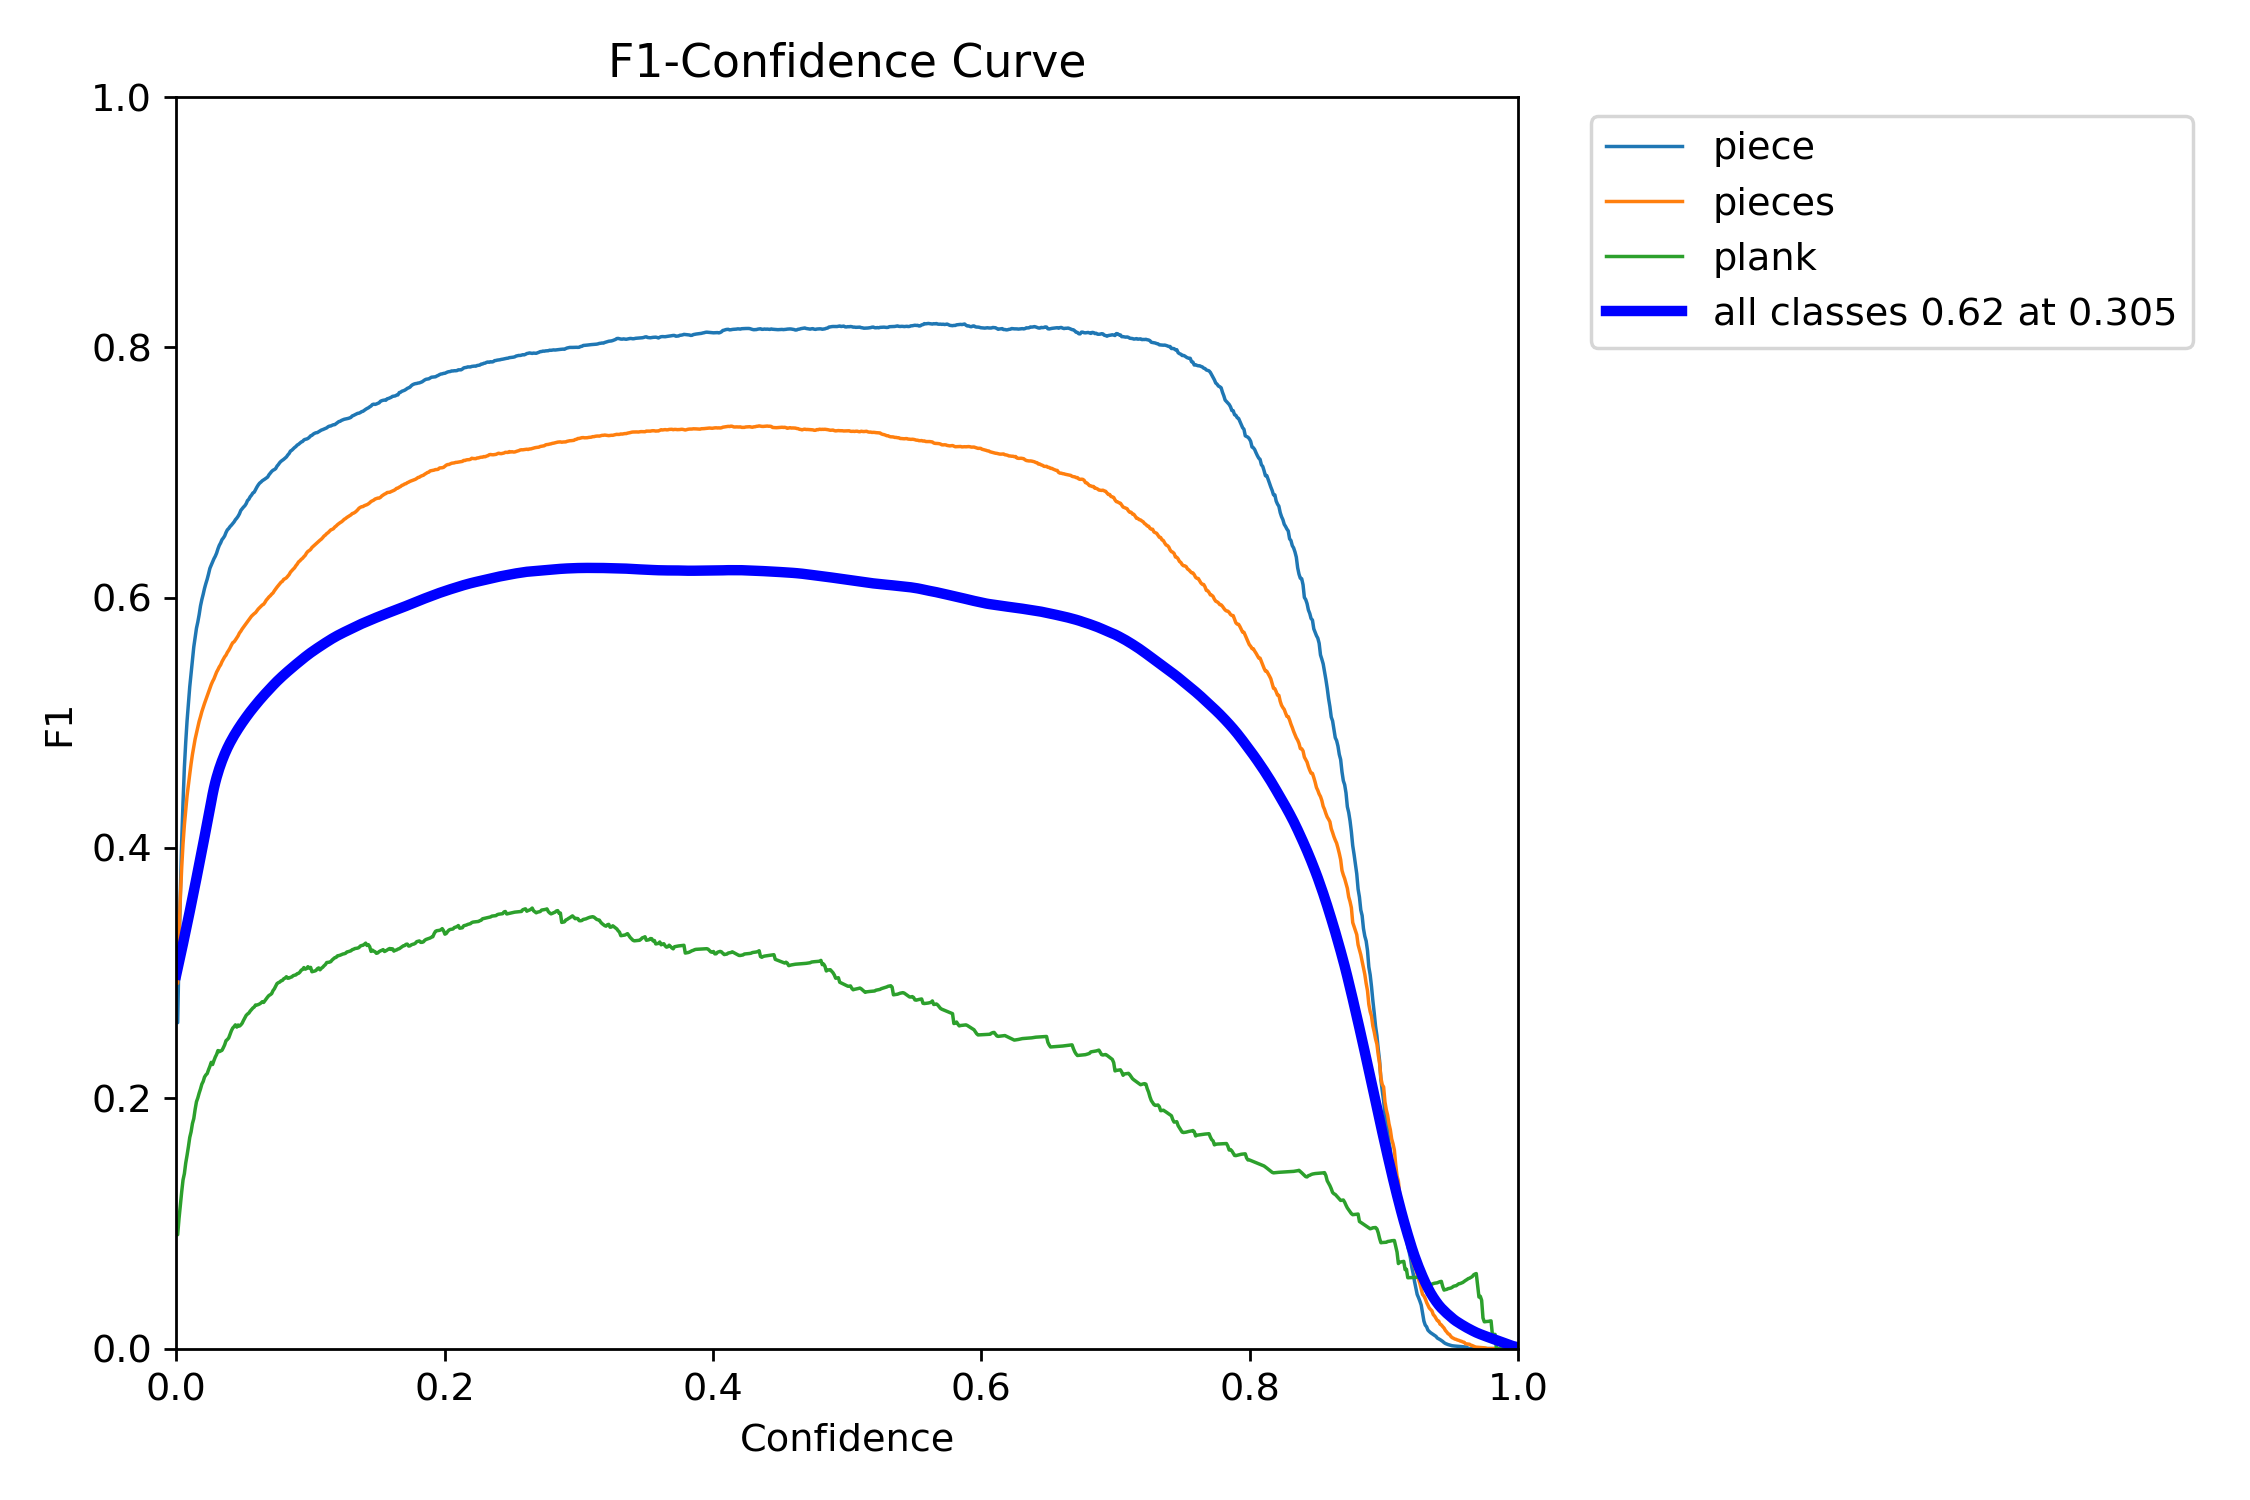 F1-Confidence Curve
1.0
0.8
0.6
0.4
0.2
0.0
F1
0.0 0.2 0.4 0.6 0.8 1.0
Confidence
piece
pieces
plank
all classes 0.62 at 0.305